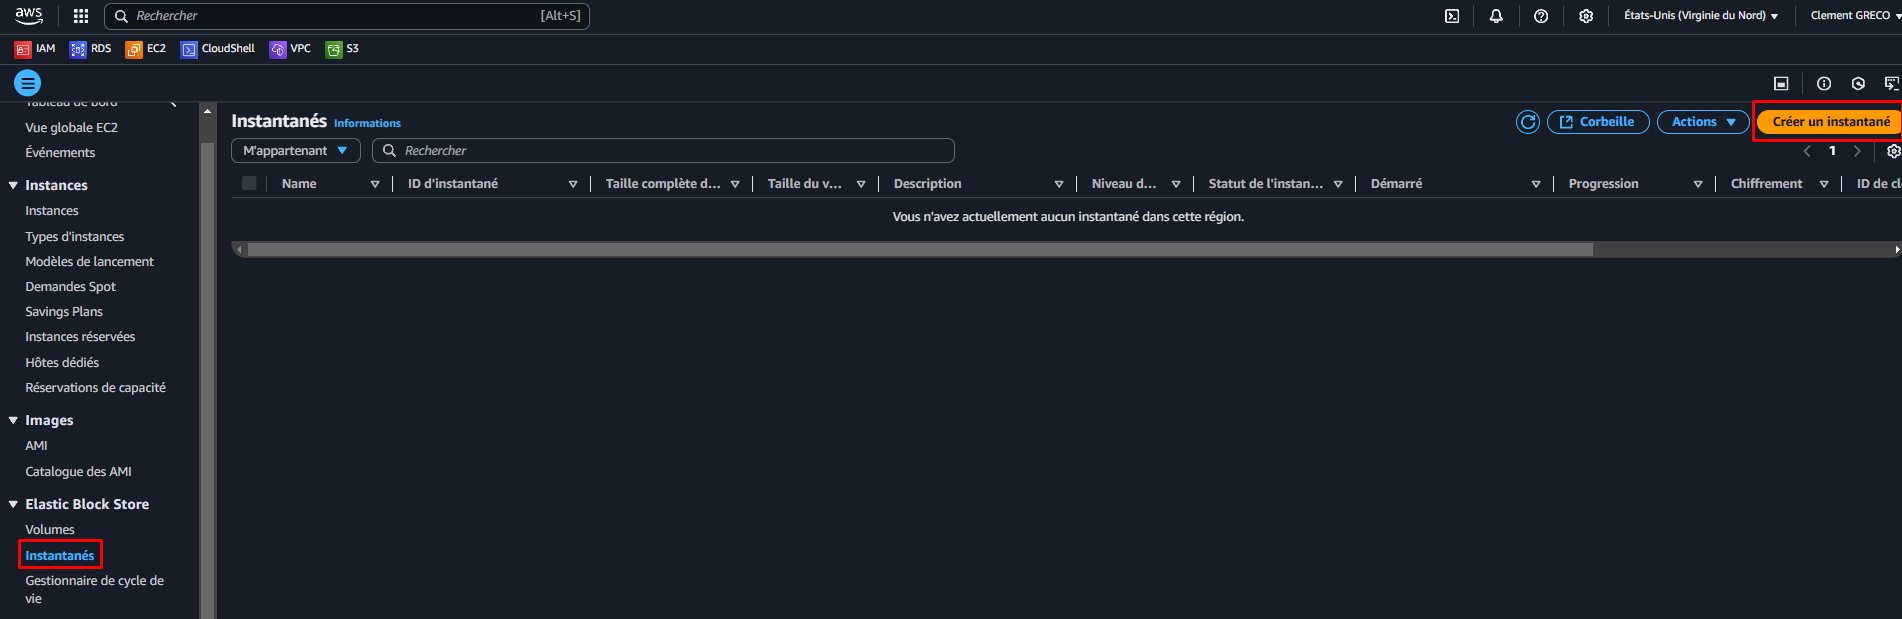 aws
Rechercher [Alt+S] États-Unis (Virginie du Nord) Clement GRECO
IAM RDS EC2 CloudShell VPC S3
Tableau de bord
Vue globale EC2
Événements
Instances
Instances
Types d'instances
Modèles de lancement
Demandes Spot
Savings Plans
Instances réservées
Hôtes dédiés
Réservations de capacité
Images
AMI
Catalogue des AMI
Elastic Block Store
Volumes
Instantanés
Gestionnaire de cycle de
vie
Instantanés Informations Corbeille Actions Créer un instantané
M'appartenant Rechercher 1
Name ID d'instantané Taille complète d... Taille du v... Description Niveau d... Statut de l'instan... Démarré Progression Chiffrement ID de cl
Vous n'avez actuellement aucun instantané dans cette région.